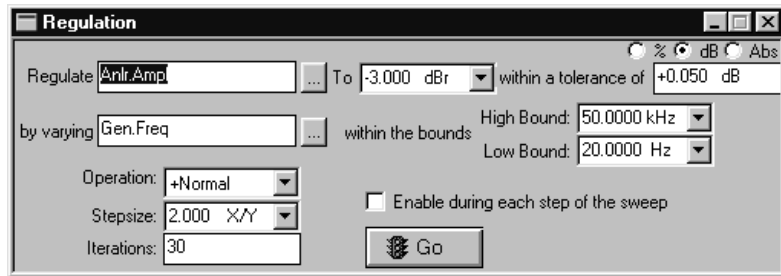 Regulation
% dB Abs
Regulate Anlr.Amp ... To -3.000 dBr within a tolerance of +0.050 dB
by varying Gen.Freq ... within the bounds High Bound: 50.0000 kHz
Low Bound: 20.0000 Hz
Operation: +Normal
Stepsize: 2.000 X/Y
Enable during each step of the sweep
Iterations: 30
Go